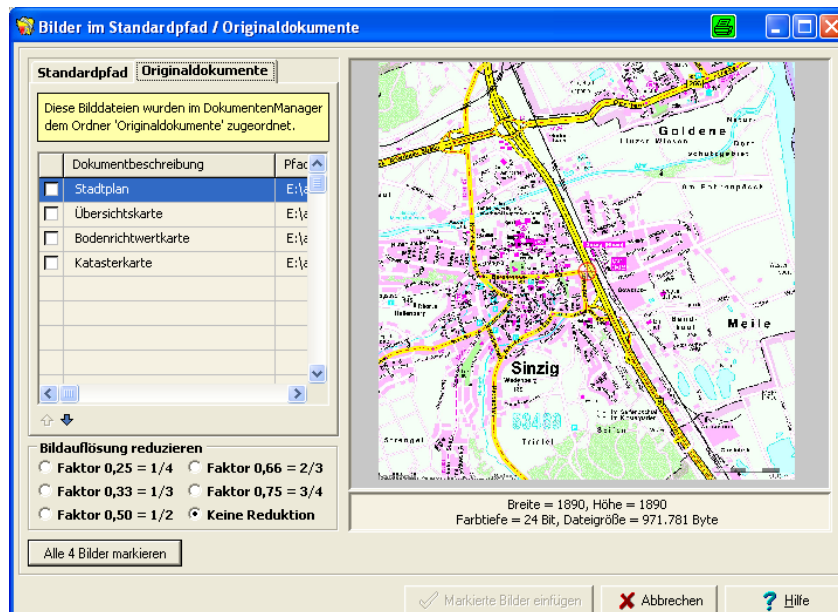 Bilder im Standardpfad / Originaldokumente
Standardpfad Originaldokumente
Diese Bilddateien wurden im DokumentenManager
dem Ordner 'Originaldokumente' zugeordnet.
Dokumentbeschreibung Pfad
Stadtplan E:\a
Übersichtskarte E:\a
Bodenrichtwertkarte E:\a
Katasterkarte E:\a
Bildauflösung reduzieren
Faktor 0,25 = 1/4 Faktor 0,66 = 2/3
Faktor 0,33 = 1/3 Faktor 0,75 = 3/4
Faktor 0,50 = 1/2 Keine Reduktion
Alle 4 Bilder markieren
Goldene
Meile
Sinzig
53489
Breite = 1890, Höhe = 1890
Farbtiefe = 24 Bit, Dateigröße = 971.781 Byte
Markierte Bilder einfügen Abbrechen Hilfe